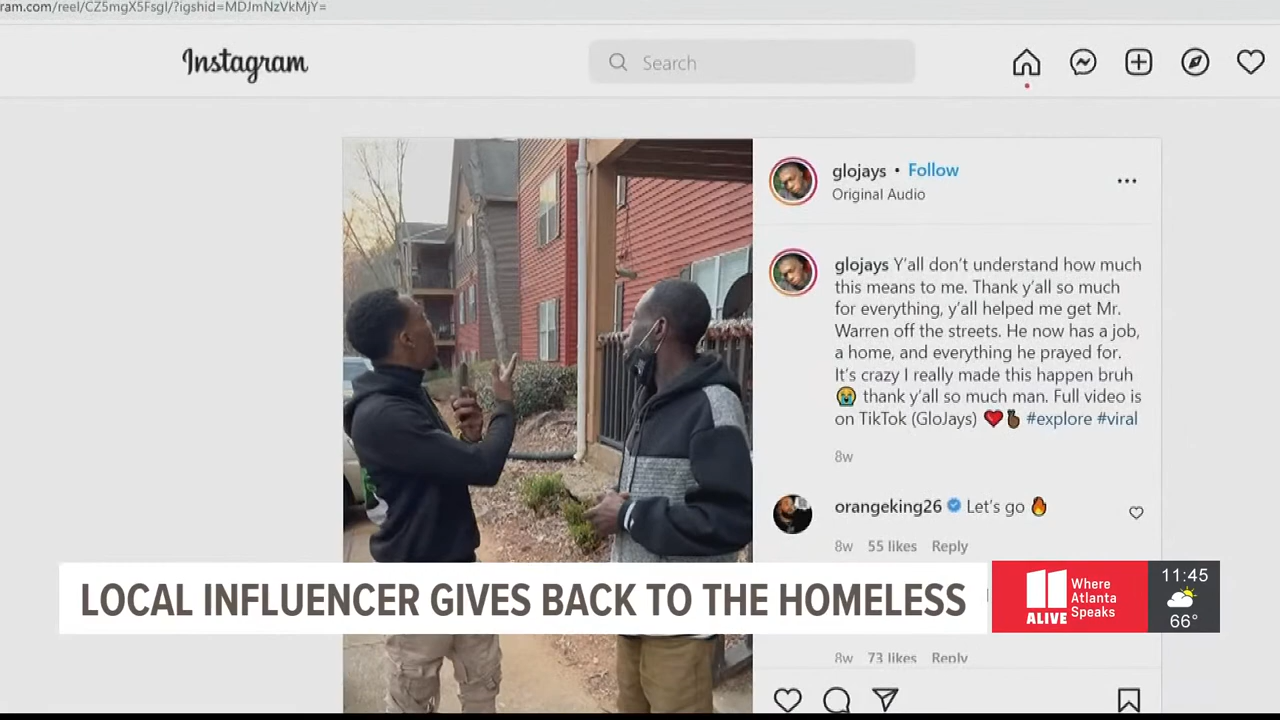 ram.com/reel/CZ5mgX5Fsgl/?igshid=MDJmNzVkMjY=
Instagram
Search
glojays • Follow
Original Audio
glojays Y'all don't understand how much
this means to me. Thank y'all so much
for everything, y'all helped me get Mr.
Warren off the streets. He now has a job,
a home, and everything he prayed for.
It's crazy I really made this happen bruh
😭 thank y'all so much man. Full video is
on TikTok (GloJays) ❤️🤞🏿 #explore #viral
8w
orangeking26 Let's go 🔥
8w 55 likes Reply
LOCAL INFLUENCER GIVES BACK TO THE HOMELESS
11 ALIVE
Where
Atlanta
Speaks
11:45
66°
8w 73 likes Reply